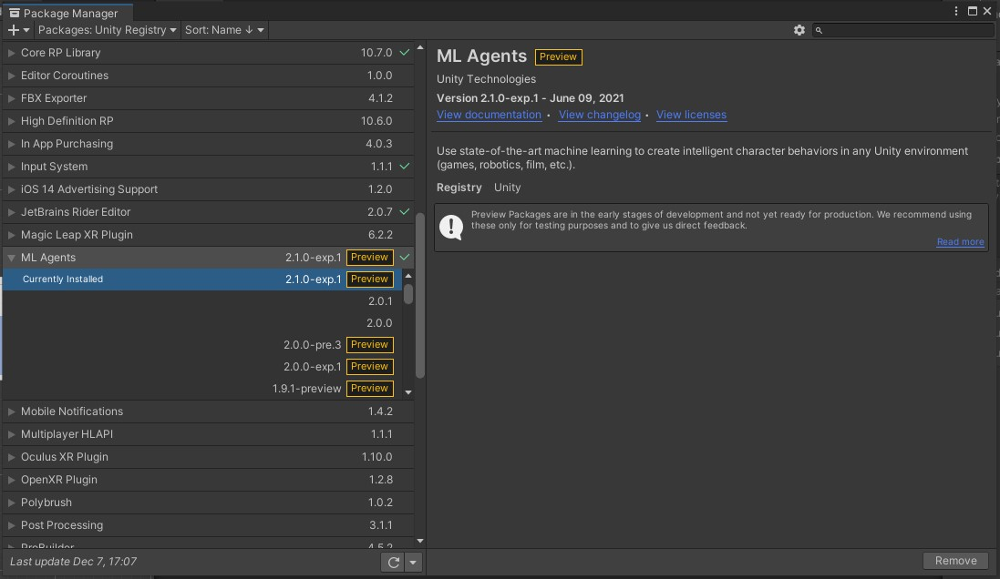 Package Manager
Packages: Unity Registry Sort: Name
Core RP Library 10.7.0
Editor Coroutines 1.0.0
FBX Exporter 4.1.2
High Definition RP 10.6.0
In App Purchasing 4.0.3
Input System 1.1.1
iOS 14 Advertising Support 1.2.0
JetBrains Rider Editor 2.0.7
Magic Leap XR Plugin 6.2.2
ML Agents 2.1.0-exp.1 Preview
Currently Installed 2.1.0-exp.1 Preview
2.0.1
2.0.0
2.0.0-pre.3 Preview
2.0.0-exp.1 Preview
1.9.1-preview Preview
Mobile Notifications 1.4.2
Multiplayer HLAPI 1.1.1
Oculus XR Plugin 1.10.0
OpenXR Plugin 1.2.8
Polybrush 1.0.2
Post Processing 3.1.1
ProBuilder 4.5.2
Last update Dec 7, 17:07
ML Agents Preview
Unity Technologies
Version 2.1.0-exp.1 - June 09, 2021
View documentation • View changelog • View licenses
Use state-of-the-art machine learning to create intelligent character behaviors in any Unity environment
(games, robotics, film, etc.).
Registry Unity
Preview Packages are in the early stages of development and not yet ready for production. We recommend using
these only for testing purposes and to give us direct feedback.
Read more
Remove